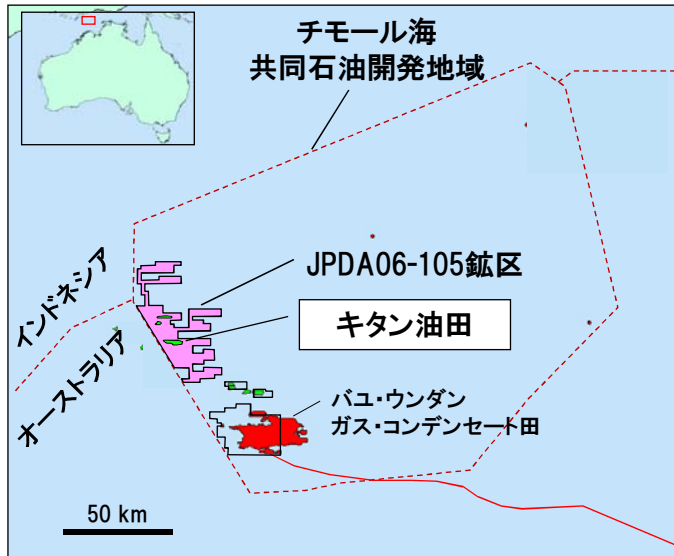 チモール海
共同石油開発地域
インドネシア
オーストラリア
JPDA06-105鉱区
キタン油田
バユ・ウンダン
ガス・コンデンセート田
50 km